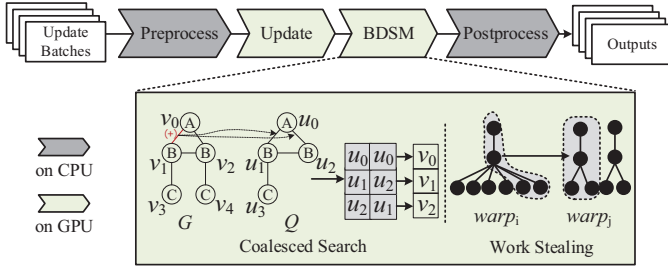 Update
Batches
Preprocess
Update
BDSM
Postprocess
Outputs
on CPU
on GPU
v0
(+)
A
B
B
v1
v2
C
C
v3
v4
G
A
u0
B
B
u1
u2
C
u3
Q
u0 u0 v0
u1 u2 v1
u2 u1 v2
Coalesced Search
warpi
warpj
Work Stealing